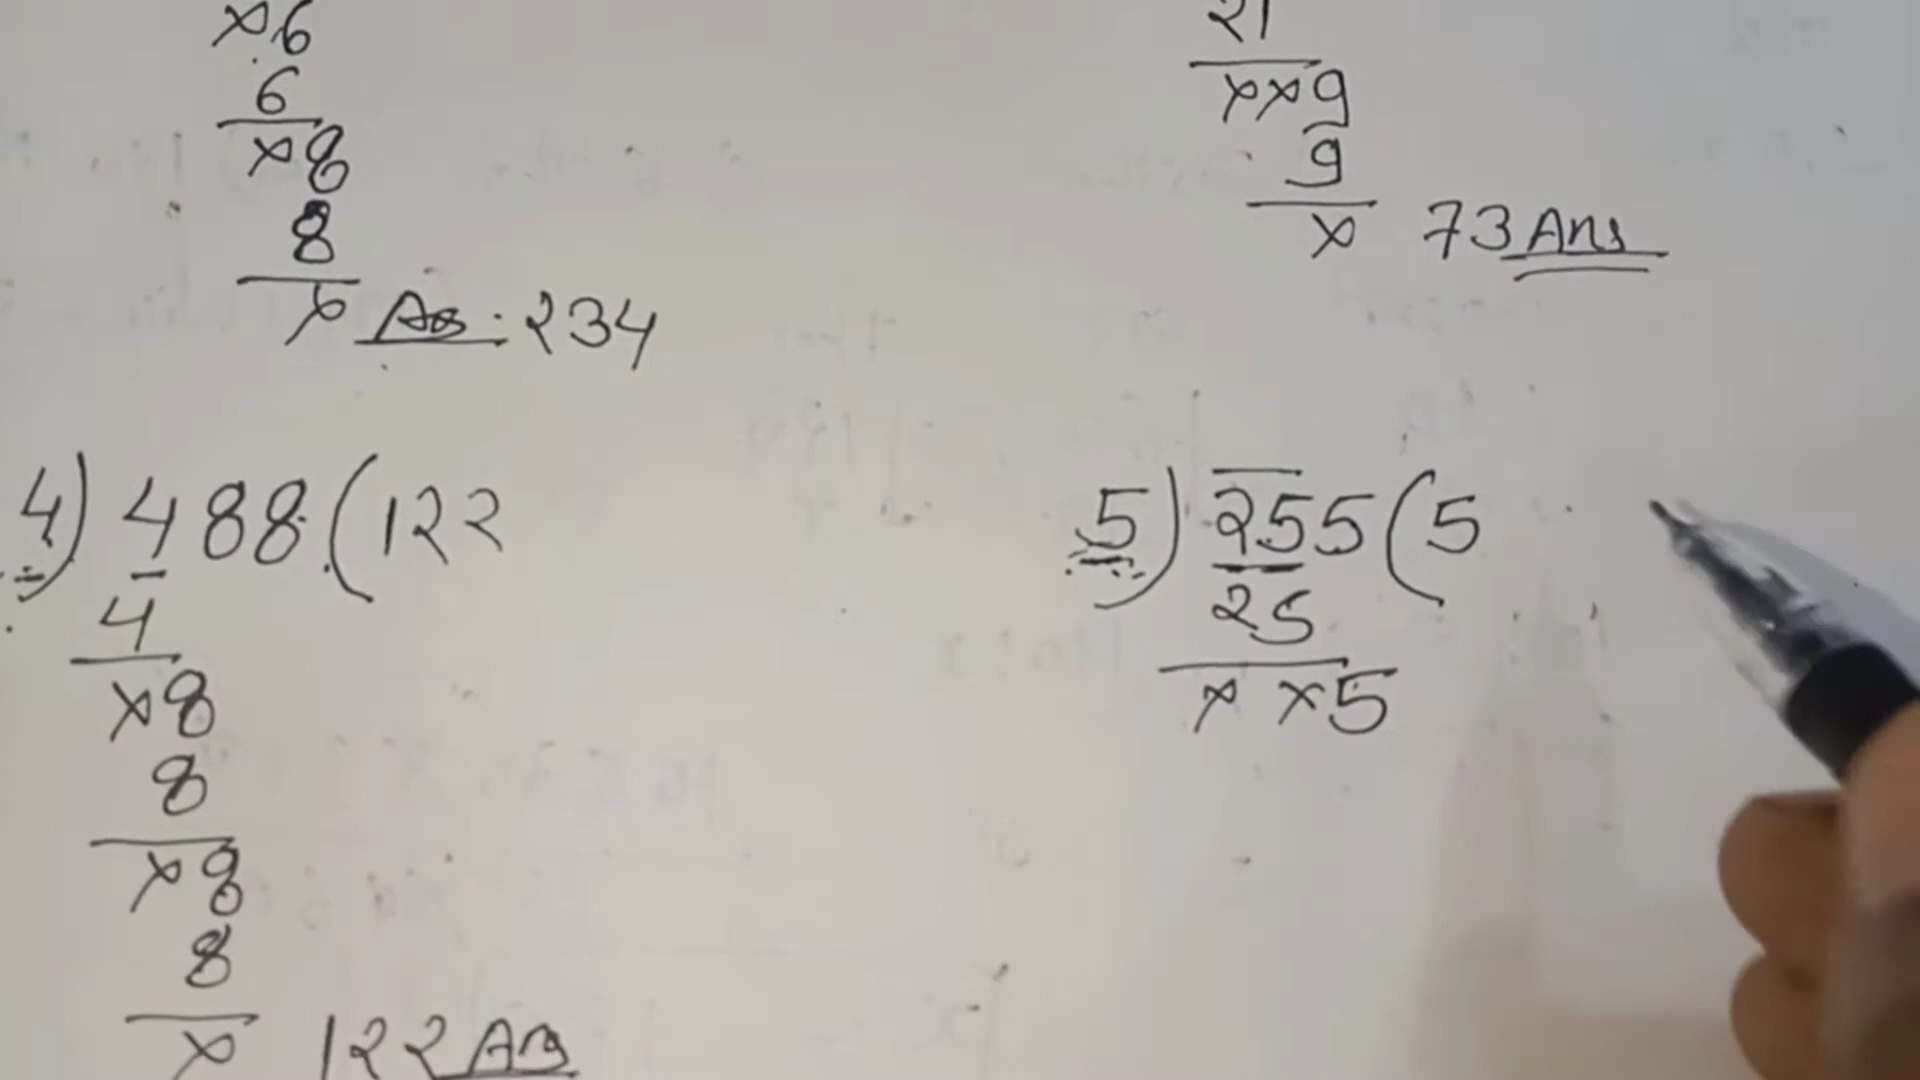 ×6
6
×8
8
× As. 234
21
××9
9
× 73 Ans
4) 488 (122
4
×8
8
×8
8
× 122 Ans
5) 255 (5
25
××5